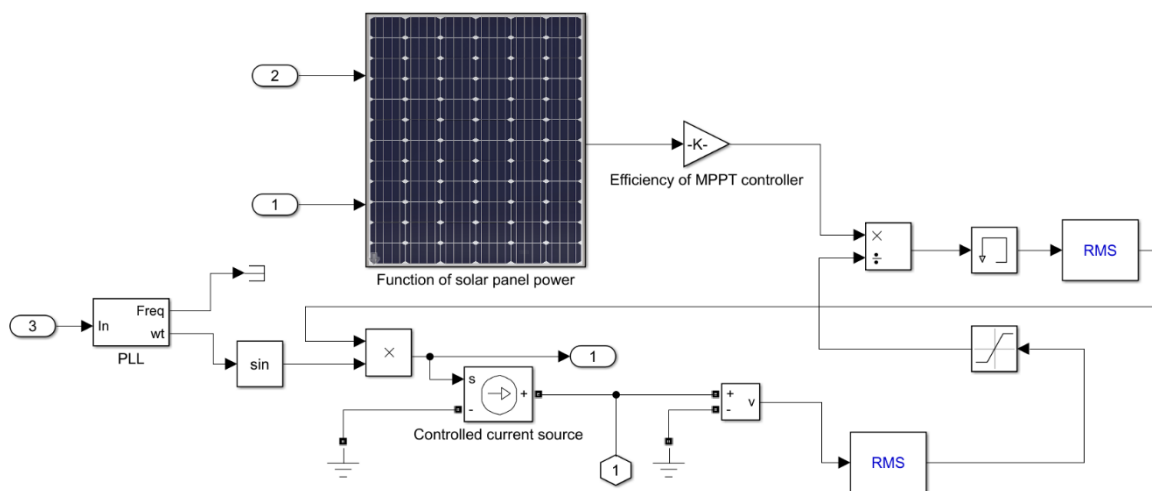 2
-K-
Efficiency of MPPT controller
1
×
÷
RMS
Function of solar panel power
3
In
Freq
wt
PLL
sin
×
1
s
-
+
Controlled current source
1
+
-
v
RMS